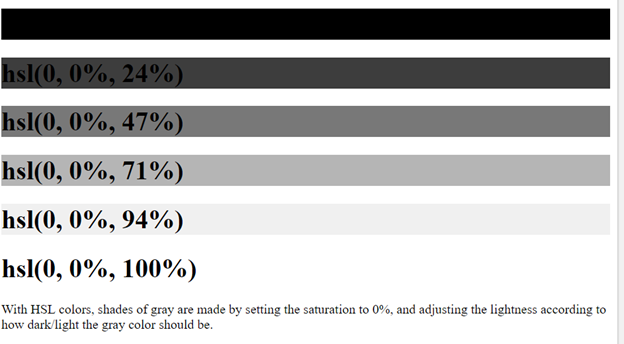 hsl(0, 0%, 24%)
hsl(0, 0%, 47%)
hsl(0, 0%, 71%)
hsl(0, 0%, 94%)
hsl(0, 0%, 100%)
With HSL colors, shades of gray are made by setting the saturation to 0%, and adjusting the lightness according to
how dark/light the gray color should be.